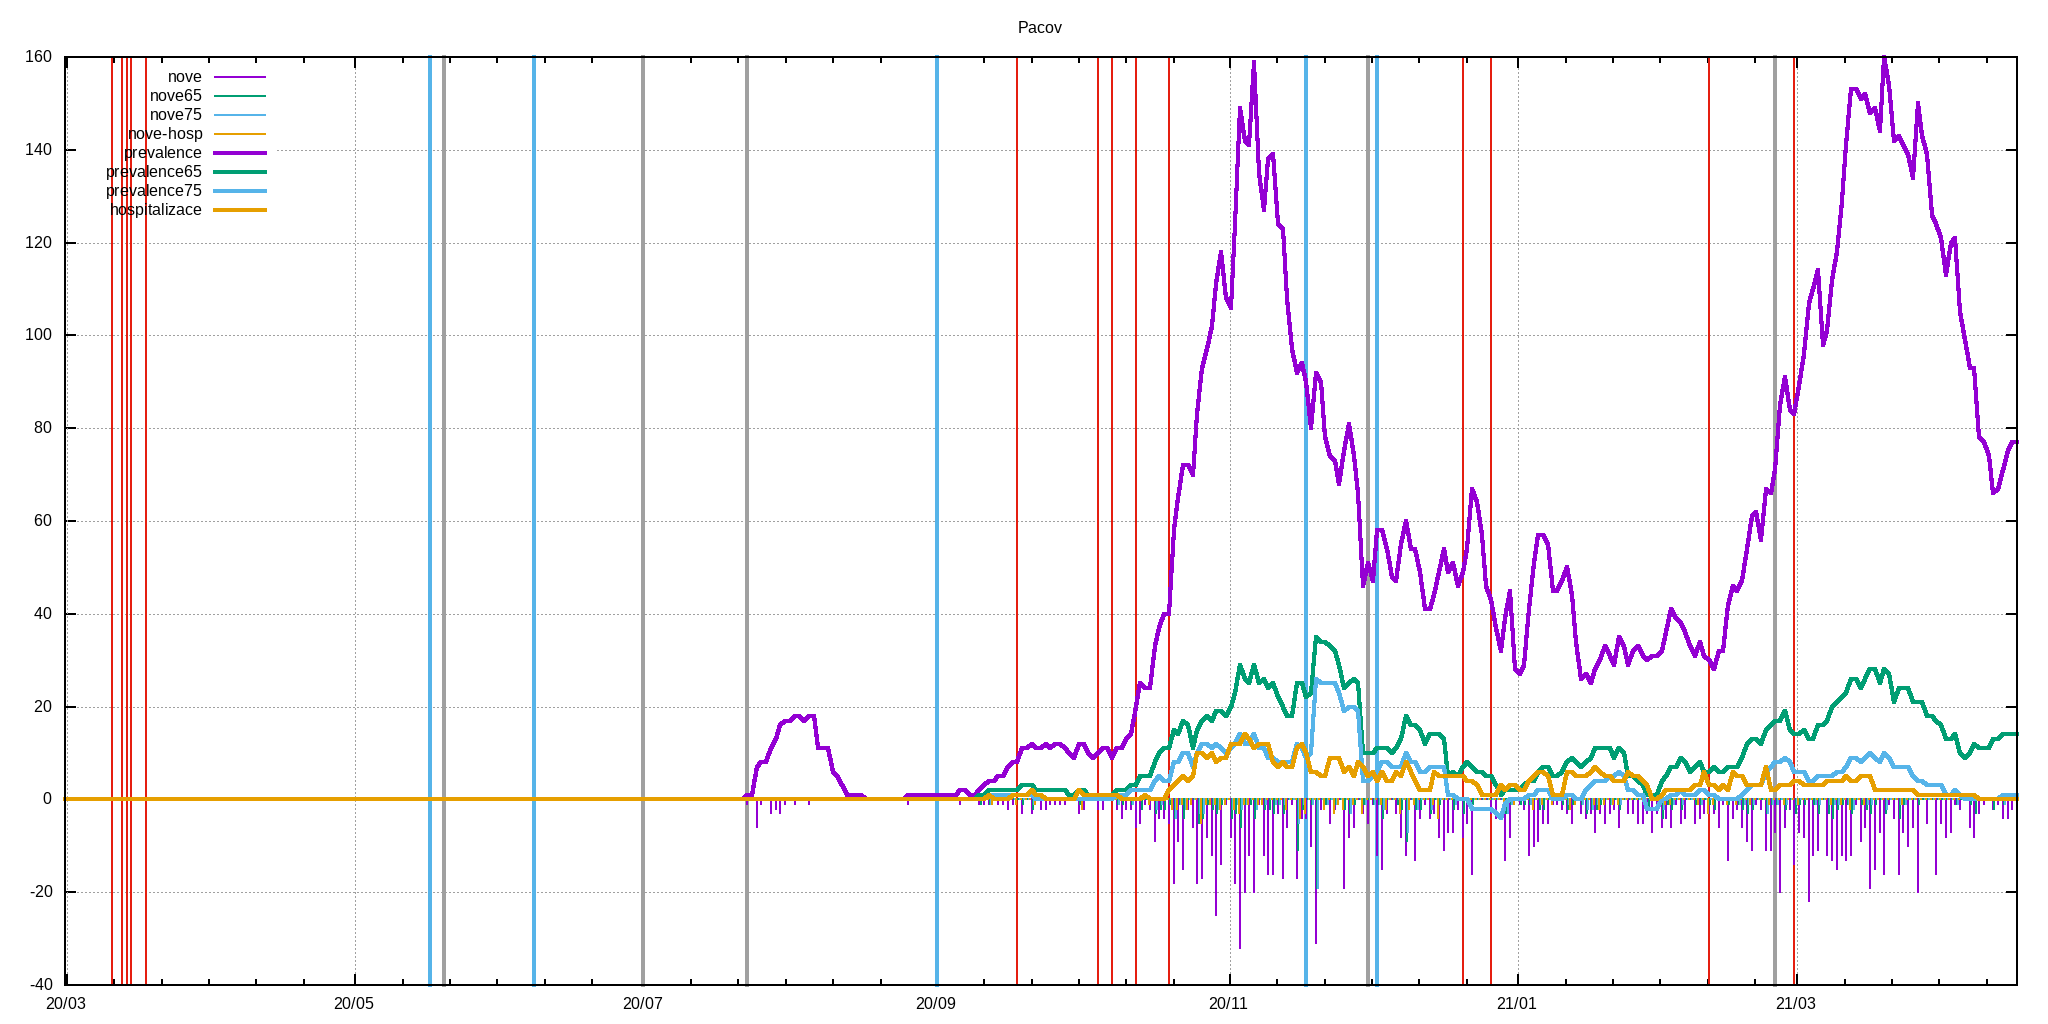 Pacov
160
140
120
100
80
60
40
20
0
-20
-40
nove
nove65
nove75
nove-hosp
prevalence
prevalence65
prevalence75
hospitalizace
20/03 20/05 20/07 20/09 20/11 21/01 21/03